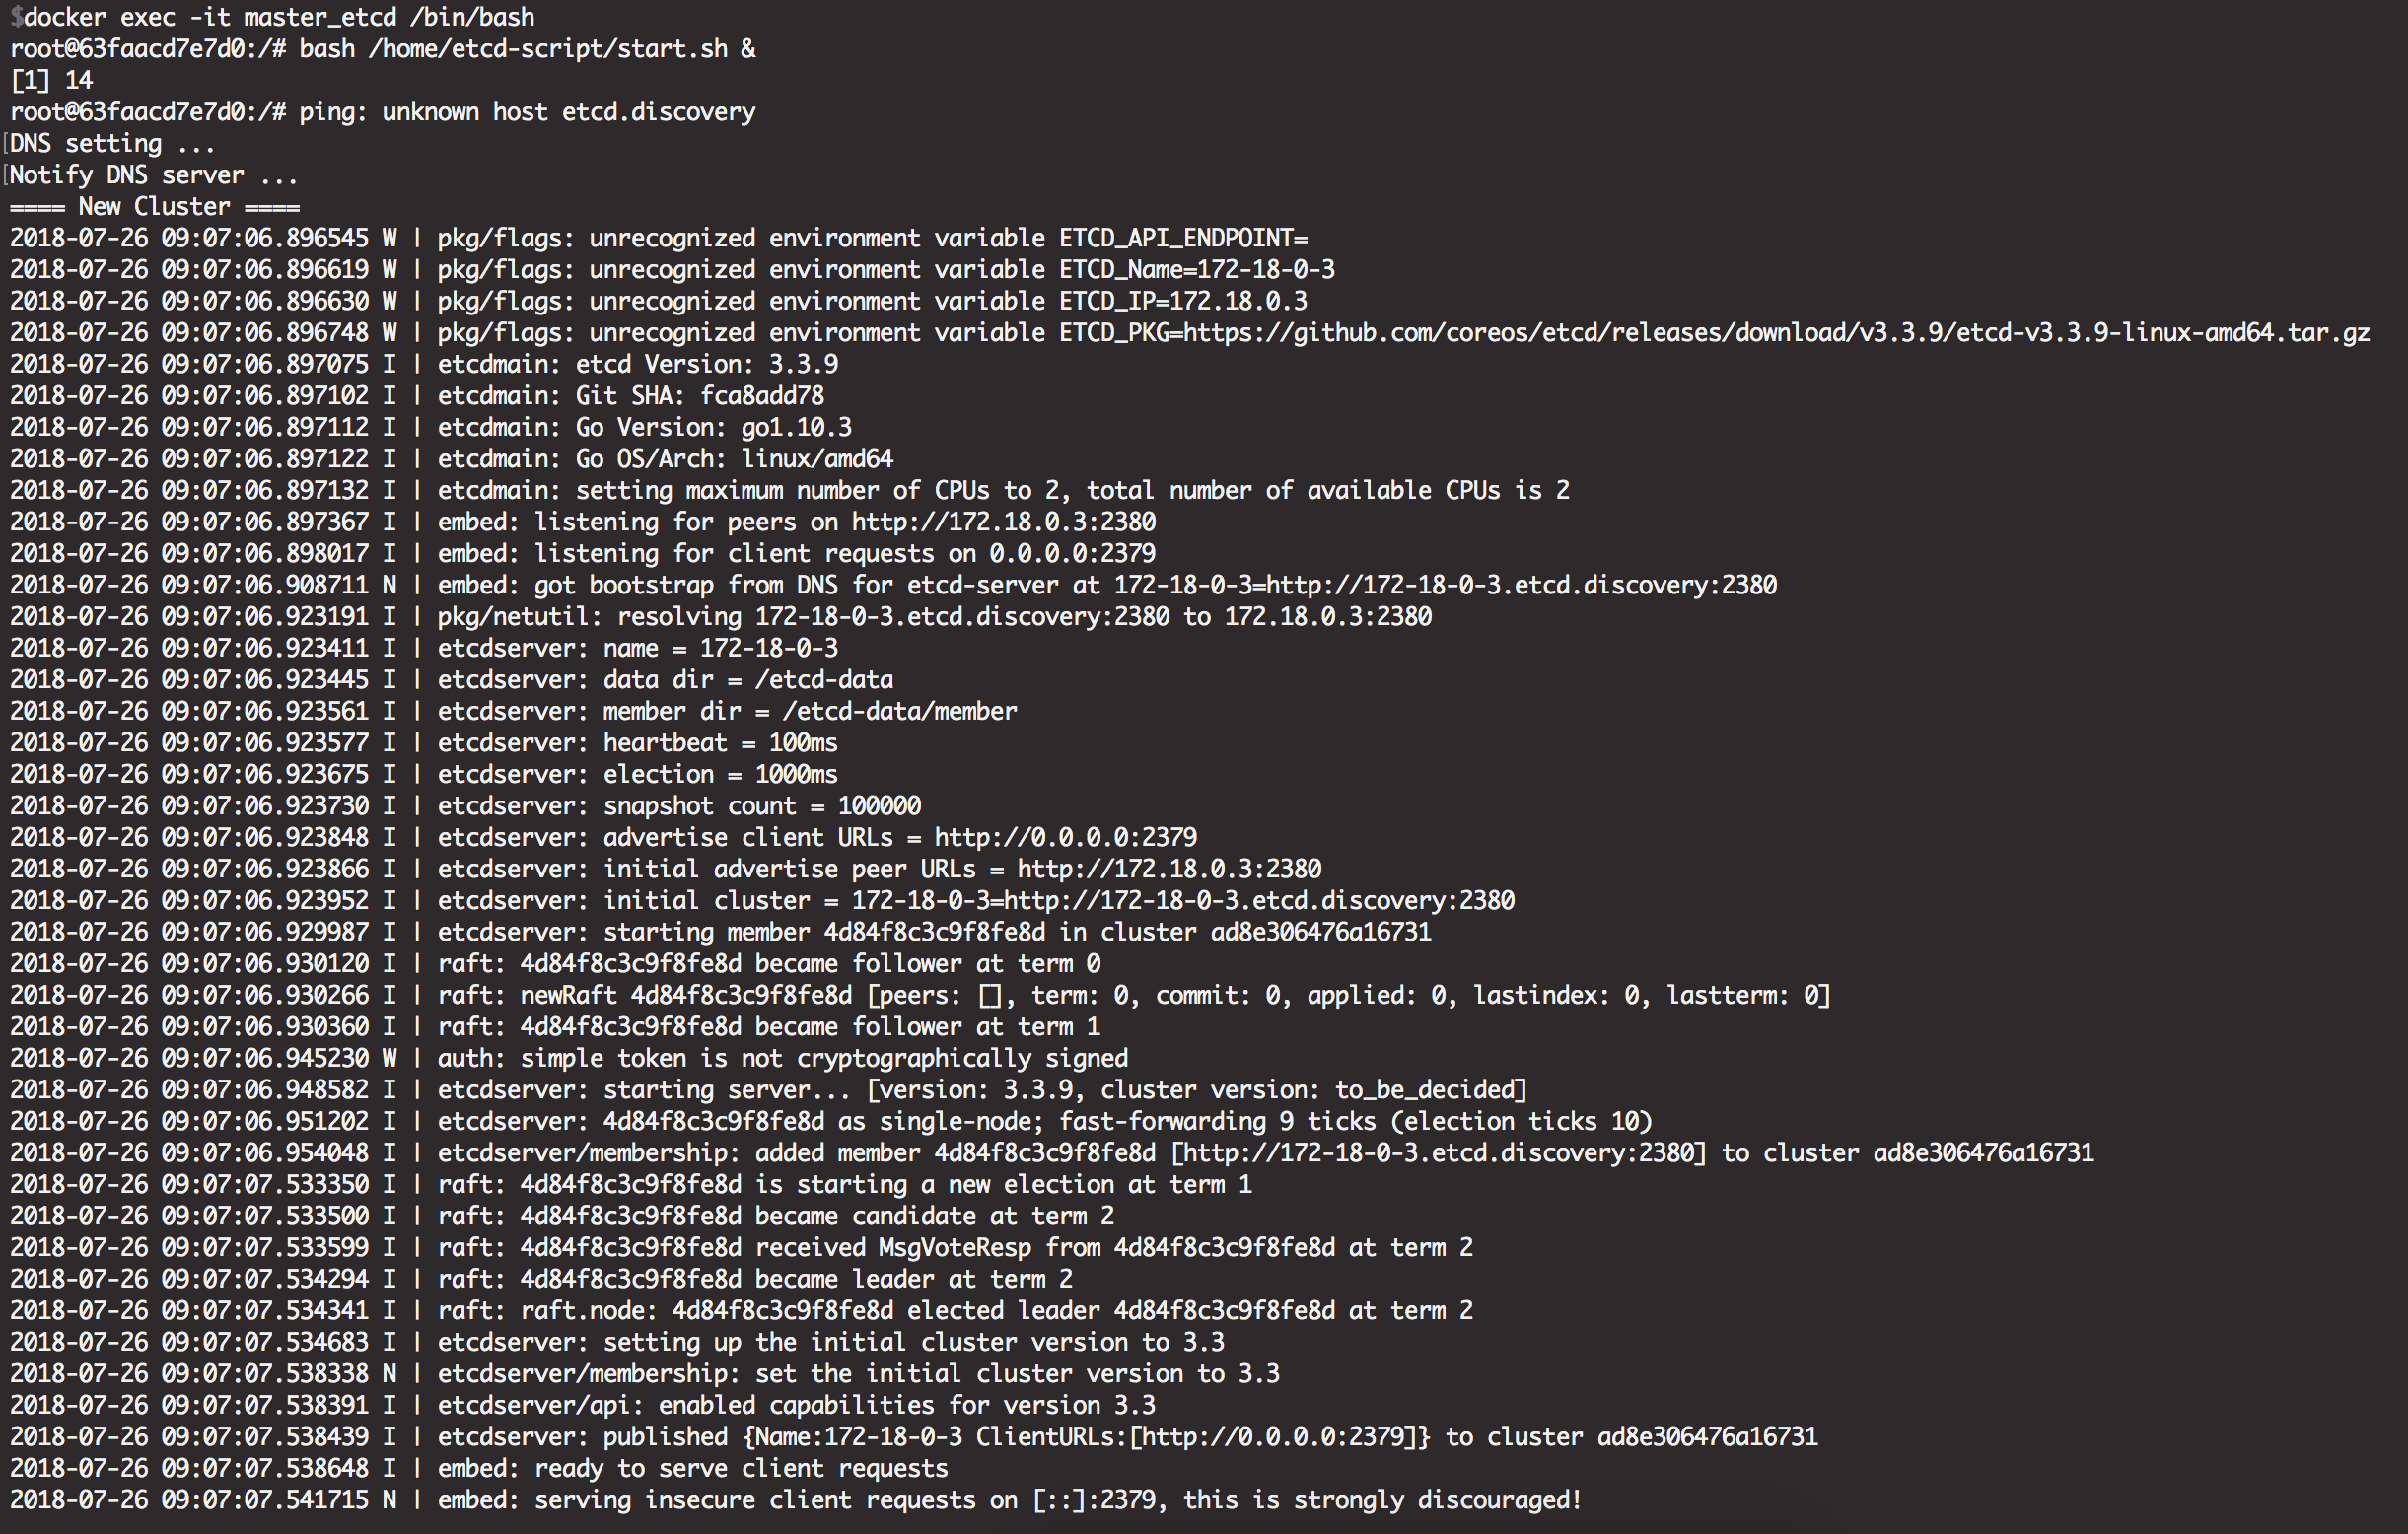 $docker exec -it master_etcd /bin/bash
root@63faacd7e7d0:/# bash /home/etcd-script/start.sh &
[1] 14
root@63faacd7e7d0:/# ping: unknown host etcd.discovery
[DNS setting ...
[Notify DNS server ...
==== New Cluster ====
2018-07-26 09:07:06.896545 W | pkg/flags: unrecognized environment variable ETCD_API_ENDPOINT=
2018-07-26 09:07:06.896619 W | pkg/flags: unrecognized environment variable ETCD_Name=172-18-0-3
2018-07-26 09:07:06.896630 W | pkg/flags: unrecognized environment variable ETCD_IP=172.18.0.3
2018-07-26 09:07:06.896748 W | pkg/flags: unrecognized environment variable ETCD_PKG=https://github.com/coreos/etcd/releases/download/v3.3.9/etcd-v3.3.9-linux-amd64.tar.gz
2018-07-26 09:07:06.897075 I | etcdmain: etcd Version: 3.3.9
2018-07-26 09:07:06.897102 I | etcdmain: Git SHA: fca8add78
2018-07-26 09:07:06.897112 I | etcdmain: Go Version: go1.10.3
2018-07-26 09:07:06.897122 I | etcdmain: Go OS/Arch: linux/amd64
2018-07-26 09:07:06.897132 I | etcdmain: setting maximum number of CPUs to 2, total number of available CPUs is 2
2018-07-26 09:07:06.897367 I | embed: listening for peers on http://172.18.0.3:2380
2018-07-26 09:07:06.898017 I | embed: listening for client requests on 0.0.0.0:2379
2018-07-26 09:07:06.908711 N | embed: got bootstrap from DNS for etcd-server at 172-18-0-3=http://172-18-0-3.etcd.discovery:2380
2018-07-26 09:07:06.923191 I | pkg/netutil: resolving 172-18-0-3.etcd.discovery:2380 to 172.18.0.3:2380
2018-07-26 09:07:06.923411 I | etcdserver: name = 172-18-0-3
2018-07-26 09:07:06.923445 I | etcdserver: data dir = /etcd-data
2018-07-26 09:07:06.923561 I | etcdserver: member dir = /etcd-data/member
2018-07-26 09:07:06.923577 I | etcdserver: heartbeat = 100ms
2018-07-26 09:07:06.923675 I | etcdserver: election = 1000ms
2018-07-26 09:07:06.923730 I | etcdserver: snapshot count = 100000
2018-07-26 09:07:06.923848 I | etcdserver: advertise client URLs = http://0.0.0.0:2379
2018-07-26 09:07:06.923866 I | etcdserver: initial advertise peer URLs = http://172.18.0.3:2380
2018-07-26 09:07:06.923952 I | etcdserver: initial cluster = 172-18-0-3=http://172-18-0-3.etcd.discovery:2380
2018-07-26 09:07:06.929987 I | etcdserver: starting member 4d84f8c3c9f8fe8d in cluster ad8e306476a16731
2018-07-26 09:07:06.930120 I | raft: 4d84f8c3c9f8fe8d became follower at term 0
2018-07-26 09:07:06.930266 I | raft: newRaft 4d84f8c3c9f8fe8d [peers: [], term: 0, commit: 0, applied: 0, lastindex: 0, lastterm: 0]
2018-07-26 09:07:06.930360 I | raft: 4d84f8c3c9f8fe8d became follower at term 1
2018-07-26 09:07:06.945230 W | auth: simple token is not cryptographically signed
2018-07-26 09:07:06.948582 I | etcdserver: starting server... [version: 3.3.9, cluster version: to_be_decided]
2018-07-26 09:07:06.951202 I | etcdserver: 4d84f8c3c9f8fe8d as single-node; fast-forwarding 9 ticks (election ticks 10)
2018-07-26 09:07:06.954048 I | etcdserver/membership: added member 4d84f8c3c9f8fe8d [http://172-18-0-3.etcd.discovery:2380] to cluster ad8e306476a16731
2018-07-26 09:07:07.533350 I | raft: 4d84f8c3c9f8fe8d is starting a new election at term 1
2018-07-26 09:07:07.533500 I | raft: 4d84f8c3c9f8fe8d became candidate at term 2
2018-07-26 09:07:07.533599 I | raft: 4d84f8c3c9f8fe8d received MsgVoteResp from 4d84f8c3c9f8fe8d at term 2
2018-07-26 09:07:07.534294 I | raft: 4d84f8c3c9f8fe8d became leader at term 2
2018-07-26 09:07:07.534341 I | raft: raft.node: 4d84f8c3c9f8fe8d elected leader 4d84f8c3c9f8fe8d at term 2
2018-07-26 09:07:07.534683 I | etcdserver: setting up the initial cluster version to 3.3
2018-07-26 09:07:07.538338 N | etcdserver/membership: set the initial cluster version to 3.3
2018-07-26 09:07:07.538391 I | etcdserver/api: enabled capabilities for version 3.3
2018-07-26 09:07:07.538439 I | etcdserver: published {Name:172-18-0-3 ClientURLs:[http://0.0.0.0:2379]} to cluster ad8e306476a16731
2018-07-26 09:07:07.538648 I | embed: ready to serve client requests
2018-07-26 09:07:07.541715 N | embed: serving insecure client requests on [::]:2379, this is strongly discouraged!